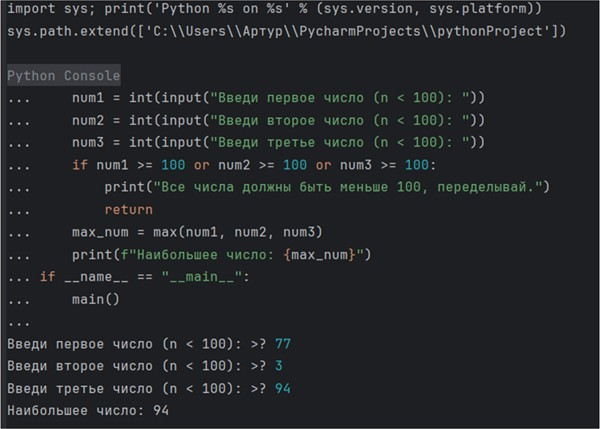 import sys; print('Python %s on %s' % (sys.version, sys.platform))
sys.path.extend(['C:\\Users\\Артур\\PycharmProjects\\pythonProject'])
Python Console
...     num1 = int(input("Введи первое число (n < 100): "))
...     num2 = int(input("Введи второе число (n < 100): "))
...     num3 = int(input("Введи третье число (n < 100): "))
...     if num1 >= 100 or num2 >= 100 or num3 >= 100:
...         print("Все числа должны быть меньше 100, переделывай.")
...         return
...     max_num = max(num1, num2, num3)
...     print(f"Наибольшее число: {max_num}")
... if __name__ == "__main__":
...     main()
...
Введи первое число (n < 100): >? 77
Введи второе число (n < 100): >? 3
Введи третье число (n < 100): >? 94
Наибольшее число: 94